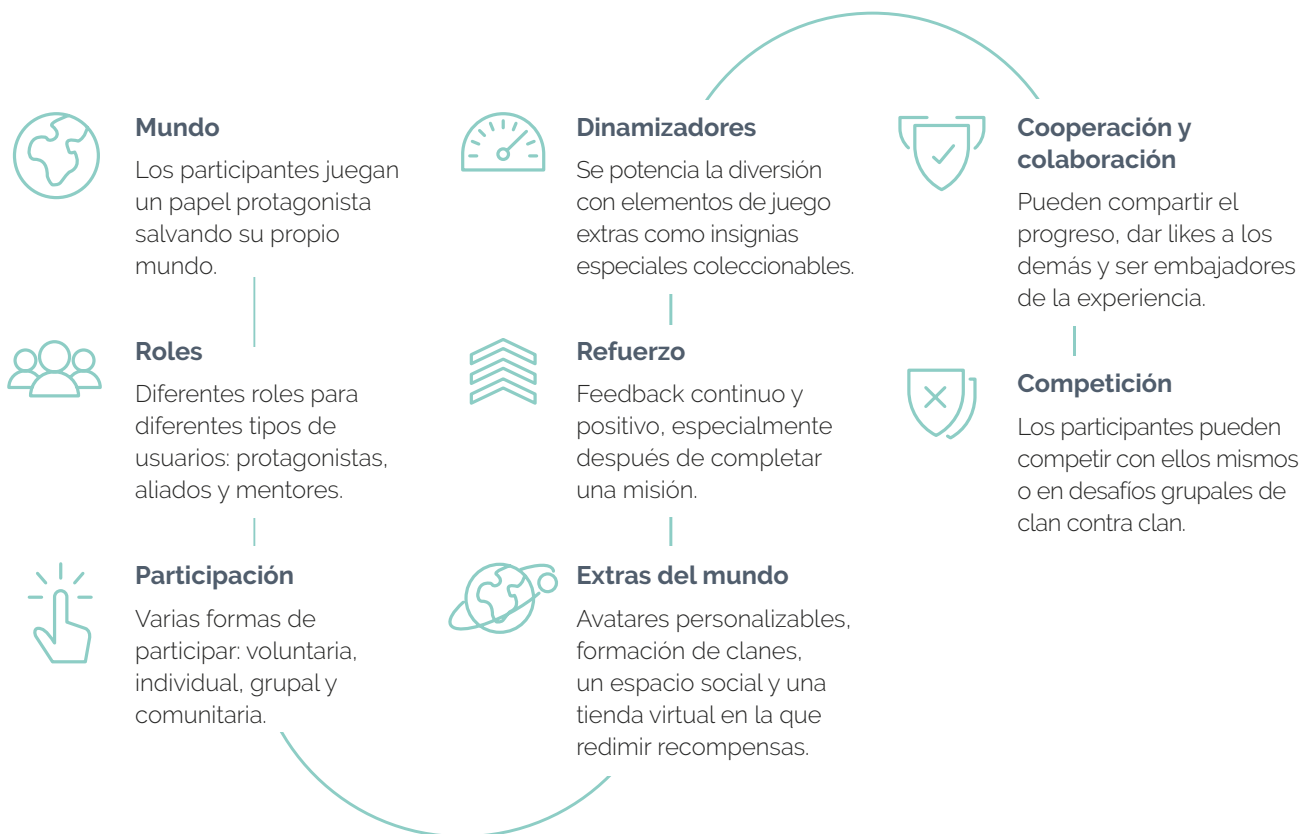 Mundo
Los participantes juegan
un papel protagonista
salvando su propio
mundo.
Roles
Diferentes roles para
diferentes tipos de
usuarios: protagonistas,
aliados y mentores.
Participación
Varias formas de
participar: voluntaria,
individual, grupal y
comunitaria.
Dinamizadores
Se potencia la diversión
con elementos de juego
extras como insignias
especiales coleccionables.
Refuerzo
Feedback continuo y
positivo, especialmente
después de completar
una misión.
Extras del mundo
Avatares personalizables,
formación de clanes,
un espacio social y una
tienda virtual en la que
redimir recompensas.
Cooperación y
colaboración
Pueden compartir el
progreso, dar likes a los
demás y ser embajadores
de la experiencia.
Competición
Los participantes pueden
competir con ellos mismos
o en desafíos grupales de
clan contra clan.